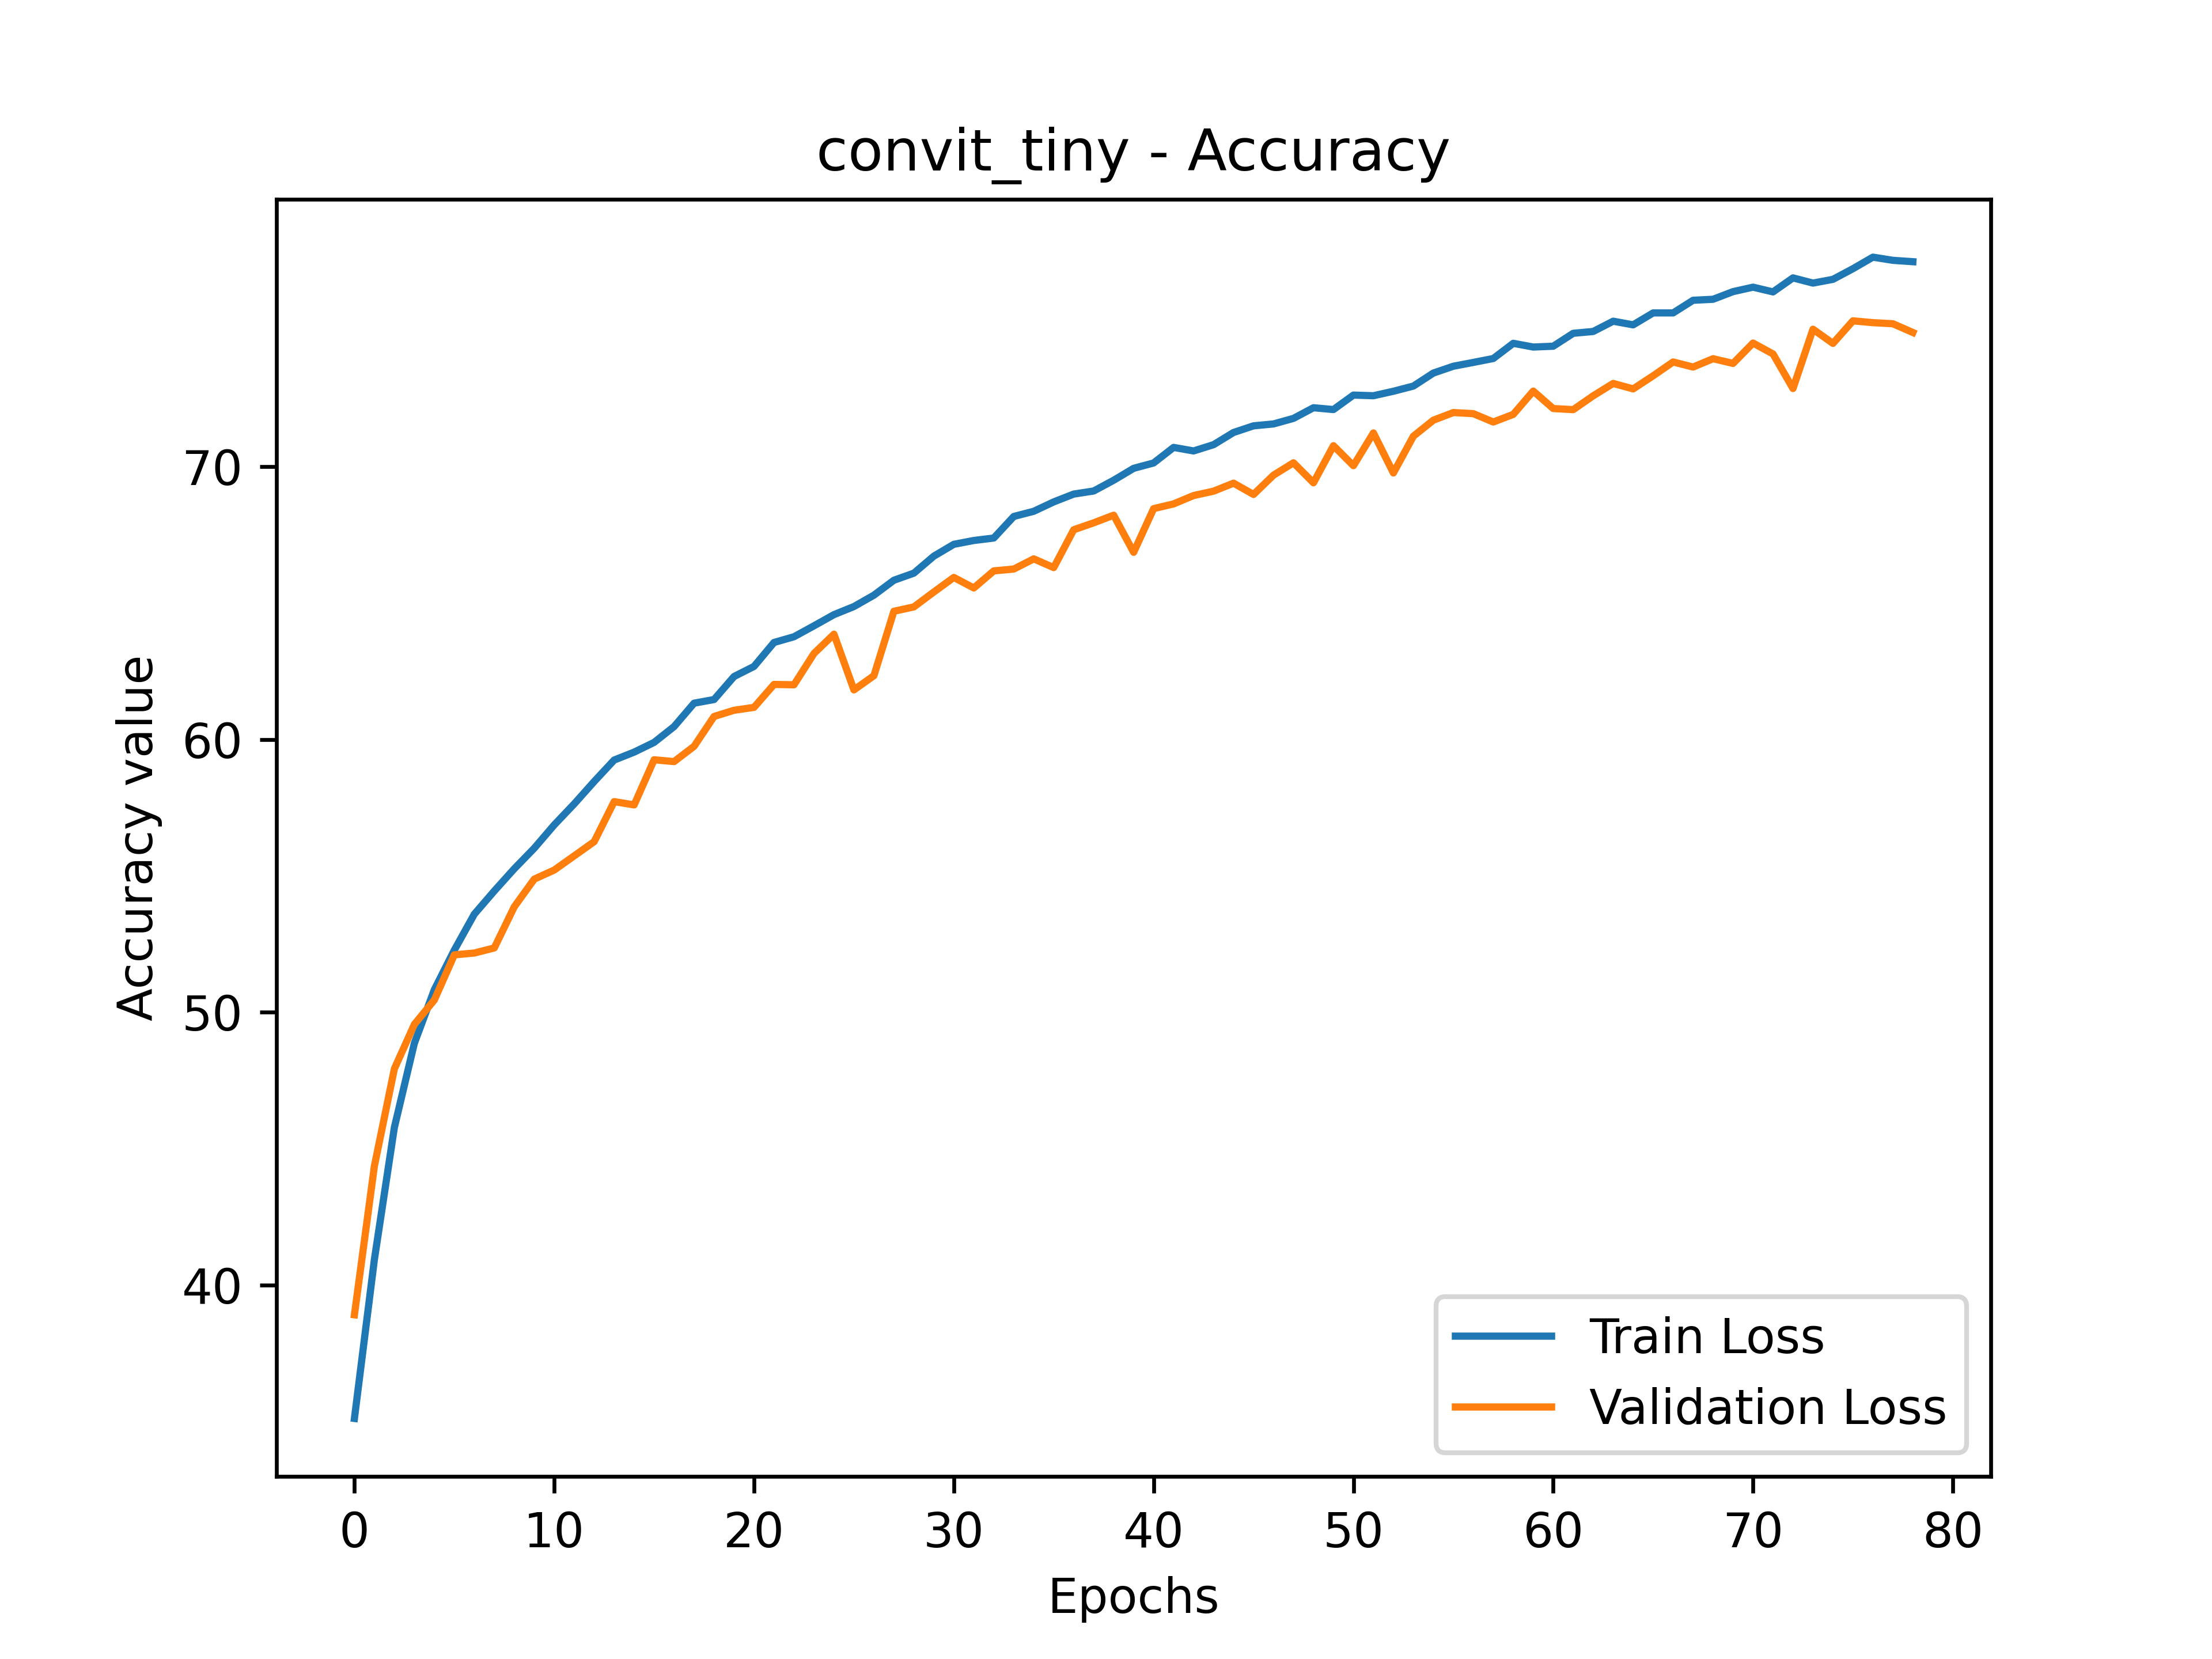 convit_tiny - Accuracy
Accuracy value
70
60
50
40
Train Loss
Validation Loss
0 10 20 30 40 50 60 70 80
Epochs